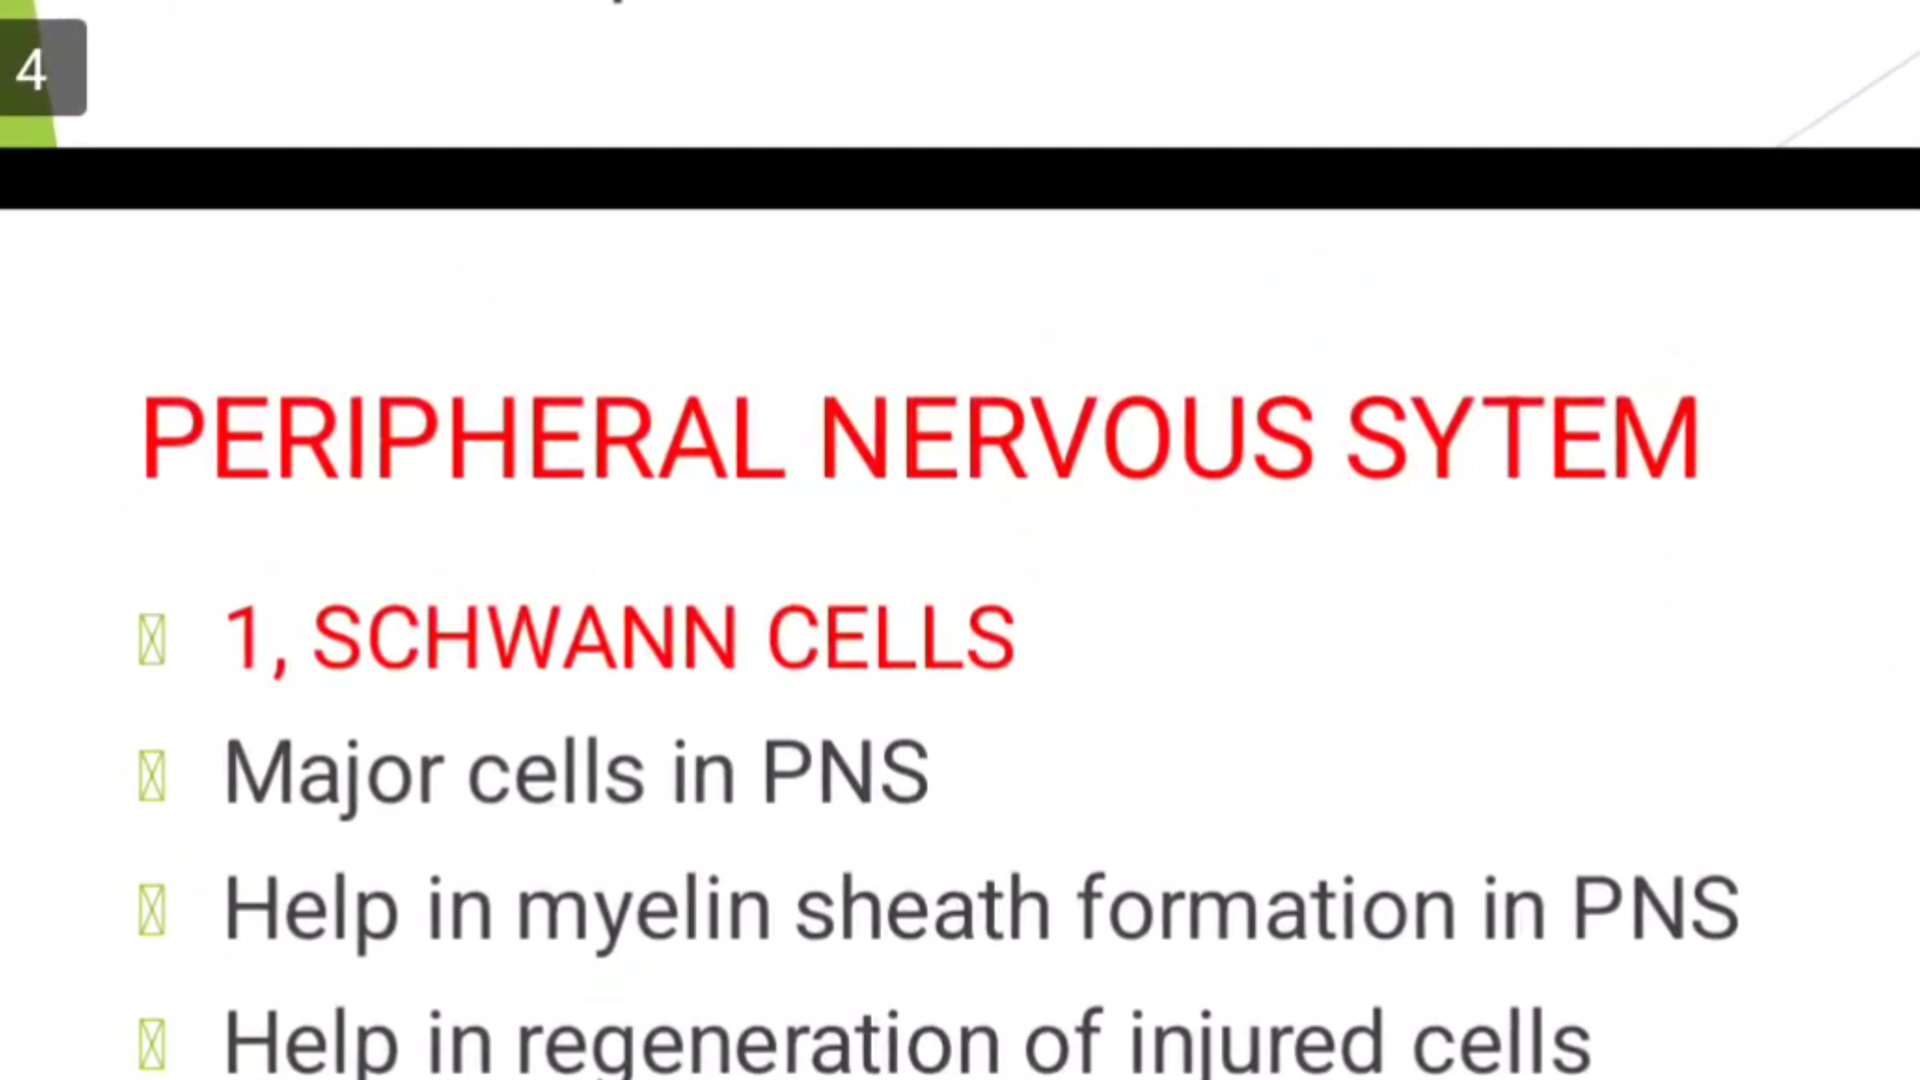 4
PERIPHERAL NERVOUS SYTEM
1, SCHWANN CELLS
Major cells in PNS
Help in myelin sheath formation in PNS
Help in regeneration of injured cells